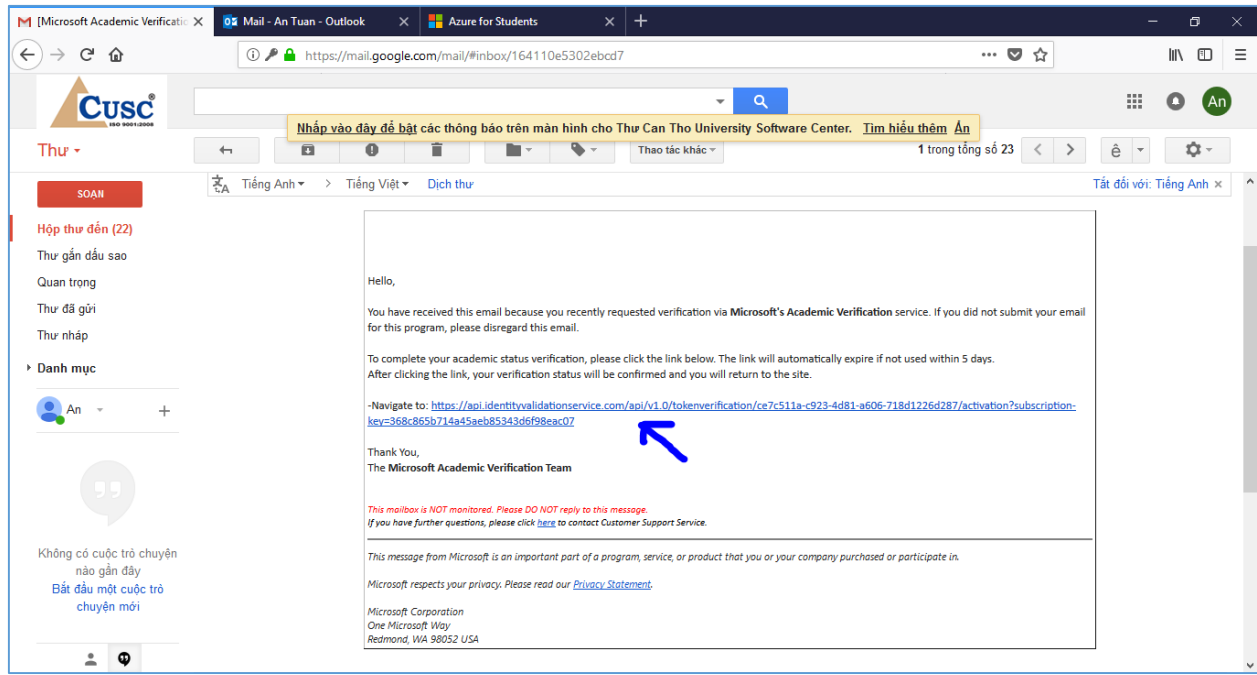 [Microsoft Academic Verificatio
Mail - An Tuan - Outlook
Azure for Students
https://mail.google.com/mail/#inbox/164110e5302ebcd7
CUSC®
ISO 9001:2008
An
Nhấp vào đây để bật các thông báo trên màn hình cho Thư Can Tho University Software Center. Tìm hiểu thêm Ẩn
Thư
Thao tác khác
1 trong tổng số 23
ê
SOẠN
Tiếng Anh > Tiếng Việt Dịch thư
Tắt đối với: Tiếng Anh ×
Hộp thư đến (22)
Thư gắn dấu sao
Quan trọng
Thư đã gửi
Thư nháp
Danh mục
An
Không có cuộc trò chuyện
nào gần đây
Bắt đầu một cuộc trò
chuyện mới
Hello,
You have received this email because you recently requested verification via Microsoft's Academic Verification service. If you did not submit your email
for this program, please disregard this email.
To complete your academic status verification, please click the link below. The link will automatically expire if not used within 5 days.
After clicking the link, your verification status will be confirmed and you will return to the site.
-Navigate to: https://api.identityvalidationservice.com/api/v1.0/tokenverification/ce7c511a-c923-4d81-a606-718d1226d287/activation?subscription-
key=368c865b714a45aeb85343d6f98eac07
Thank You,
The Microsoft Academic Verification Team
This mailbox is NOT monitored. Please DO NOT reply to this message.
If you have further questions, please click here to contact Customer Support Service.
This message from Microsoft is an important part of a program, service, or product that you or your company purchased or participate in.
Microsoft respects your privacy. Please read our Privacy Statement.
Microsoft Corporation
One Microsoft Way
Redmond, WA 98052 USA